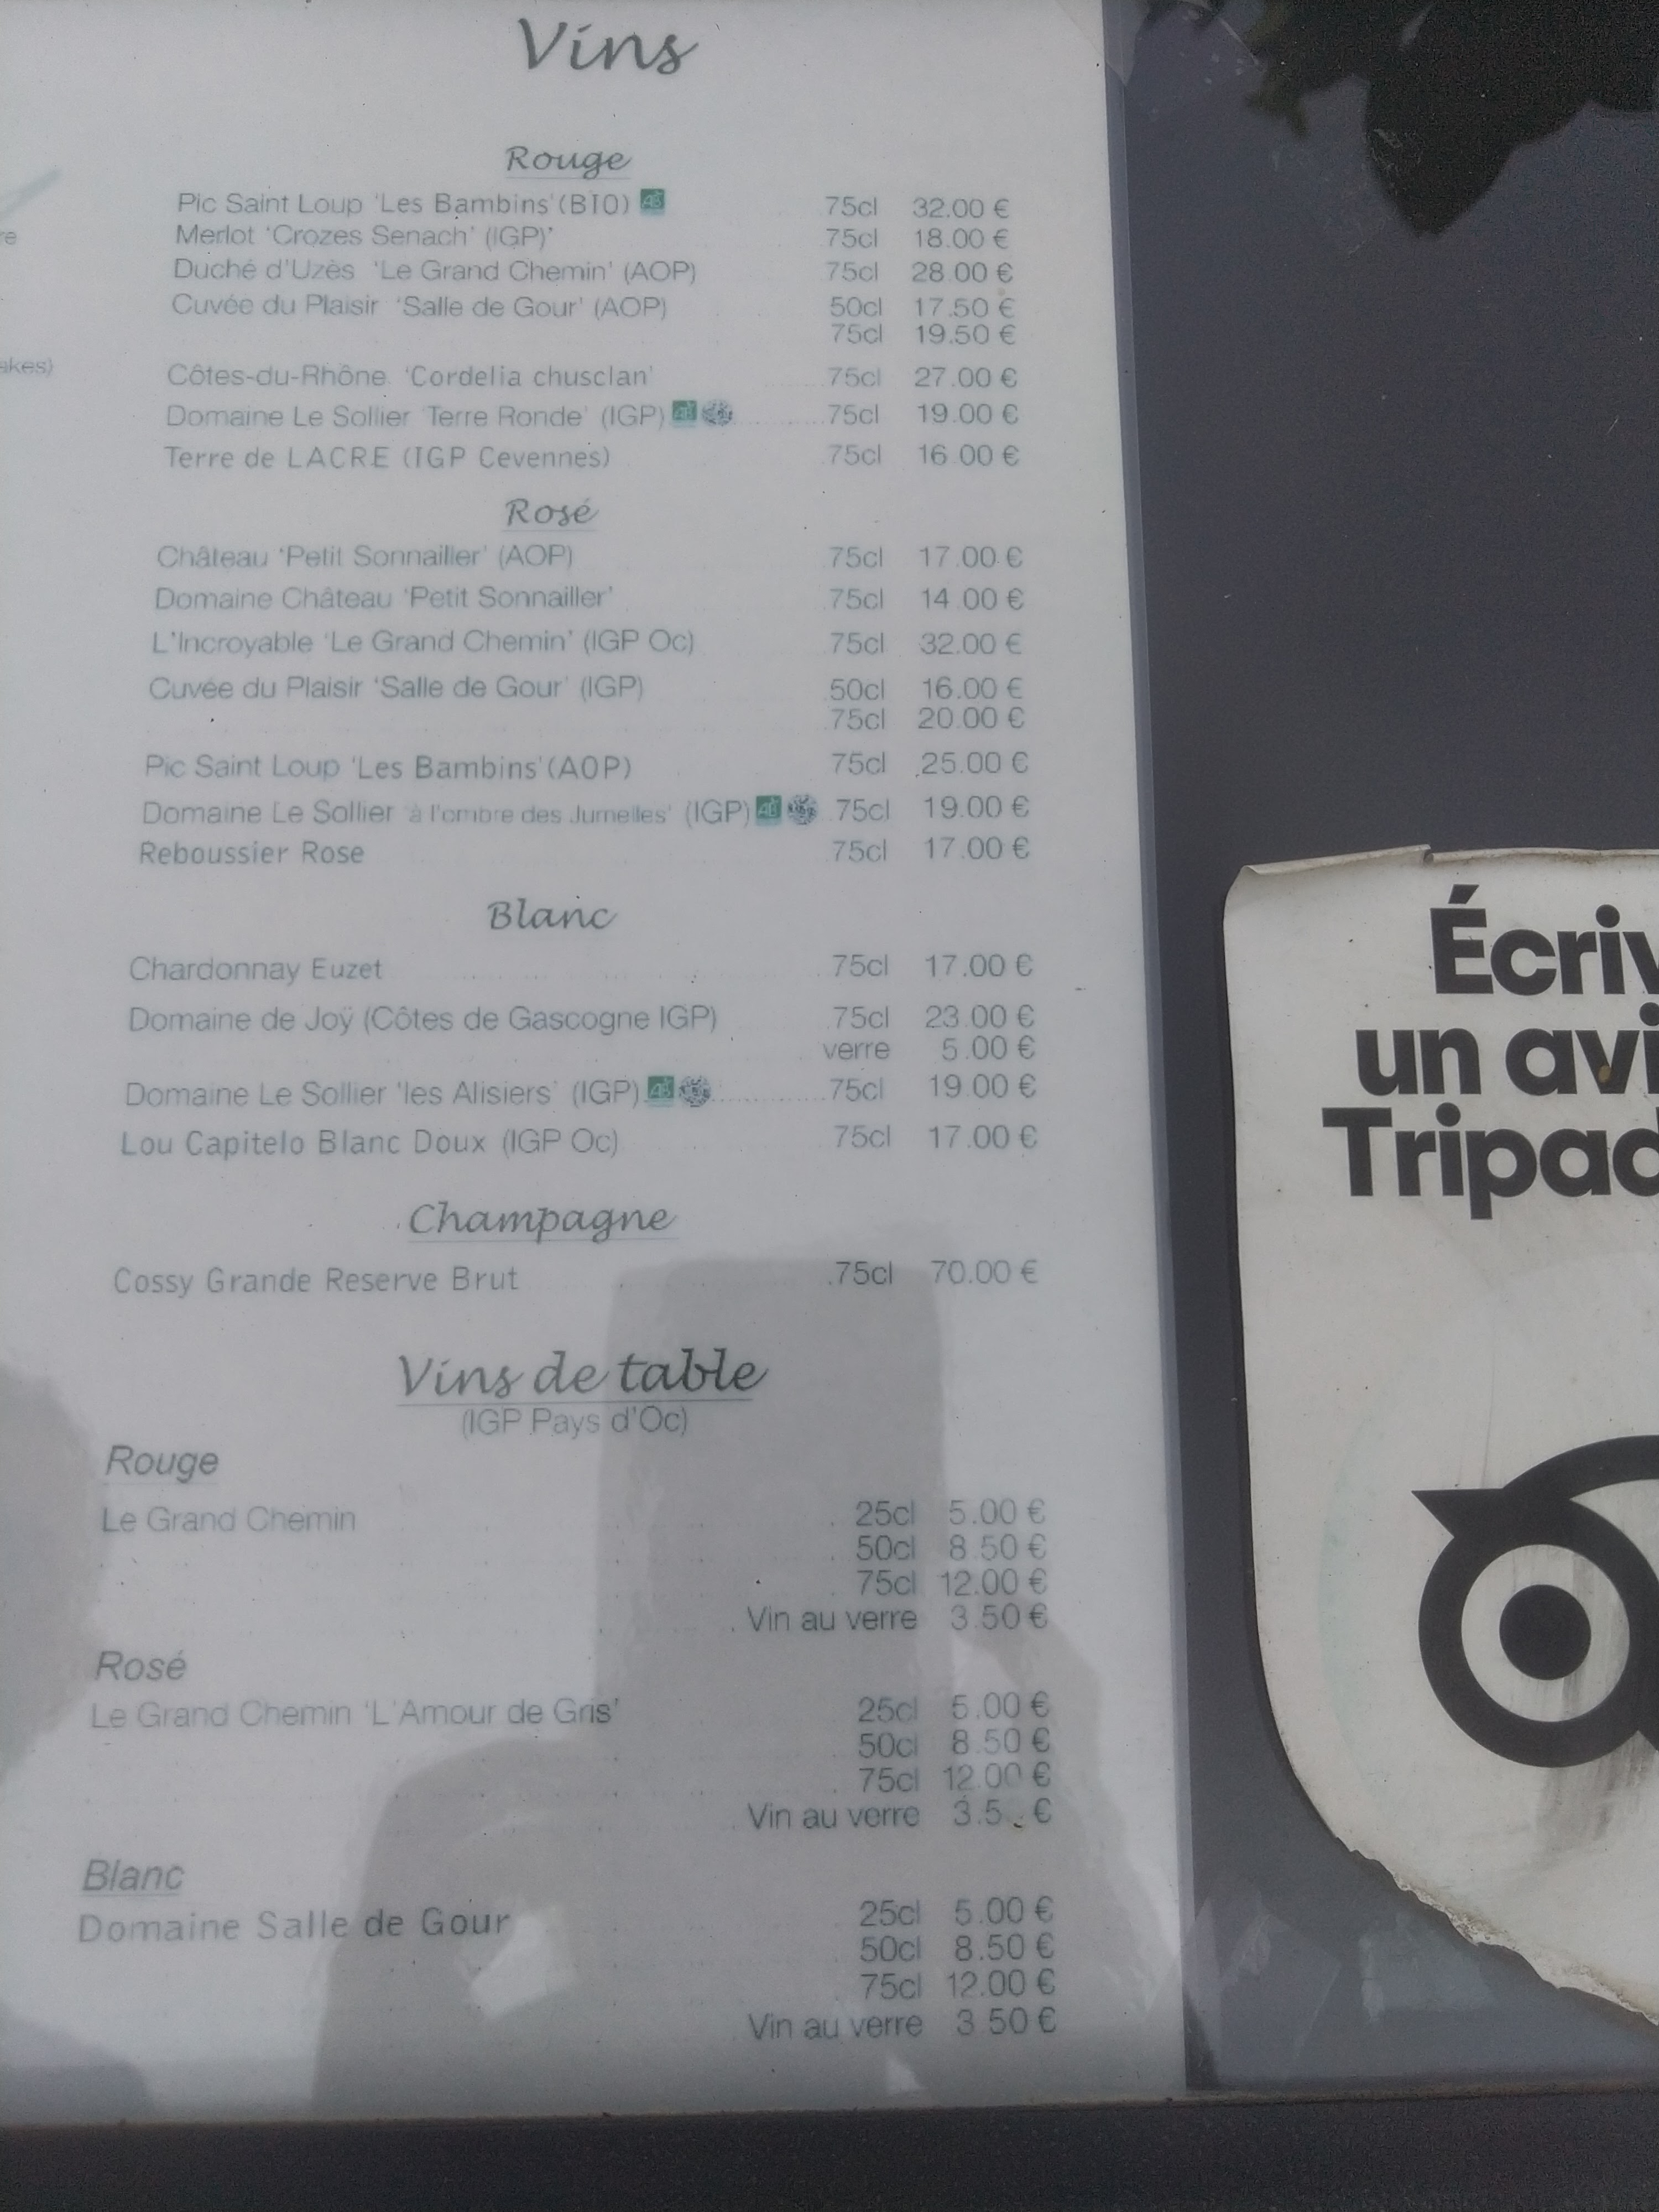 Vins
Rouge
Pic Saint Loup 'Les Bambins'(BIO) AB 75cl 32.00 €
Merlot 'Crozes Senach' (IGP)' 75cl 18.00 €
Duché d'Uzès 'Le Grand Chemin' (AOP) 75cl 28.00 €
Cuvée du Plaisir 'Salle de Gour' (AOP) 50cl 17.50 €
75cl 19.50 €
Côtes-du-Rhône 'Cordelia chusclan' 75cl 27.00 €
Domaine Le Sollier 'Terre Ronde' (IGP) AB 75cl 19.00 €
Terre de LACRE (IGP Cevennes) 75cl 16.00 €
Rosé
Château 'Petit Sonnailler' (AOP) 75cl 17.00 €
Domaine Château 'Petit Sonnailler' 75cl 14.00 €
L'Incroyable 'Le Grand Chemin' (IGP Oc) 75cl 32.00 €
Cuvée du Plaisir 'Salle de Gour' (IGP) 50cl 16.00 €
75cl 20.00 €
Pic Saint Loup 'Les Bambins'(AOP) 75cl 25.00 €
Domaine Le Sollier 'à l'ombre des Jumelles' (IGP) AB 75cl 19.00 €
Reboussier Rose 75cl 17.00 €
Blanc
Chardonnay Euzet 75cl 17.00 €
Domaine de Joÿ (Côtes de Gascogne IGP) 75cl 23.00 €
verre 5.00 €
Domaine Le Sollier 'les Alisiers' (IGP) AB 75cl 19.00 €
Lou Capitelo Blanc Doux (IGP Oc) 75cl 17.00 €
Champagne
Cossy Grande Reserve Brut 75cl 70.00 €
Vins de table
(IGP Pays d'Oc)
Rouge
Le Grand Chemin 25cl 5.00 €
50cl 8.50 €
75cl 12.00 €
Vin au verre 3.50 €
Rosé
Le Grand Chemin 'L'Amour de Gris' 25cl 5.00 €
50cl 8.50 €
75cl 12.00 €
Vin au verre 3.5 €
Blanc
Domaine Salle de Gour 25cl 5.00 €
50cl 8.50 €
75cl 12.00 €
Vin au verre 3.50 €
re
akes)
Écriv
un avi
Tripad